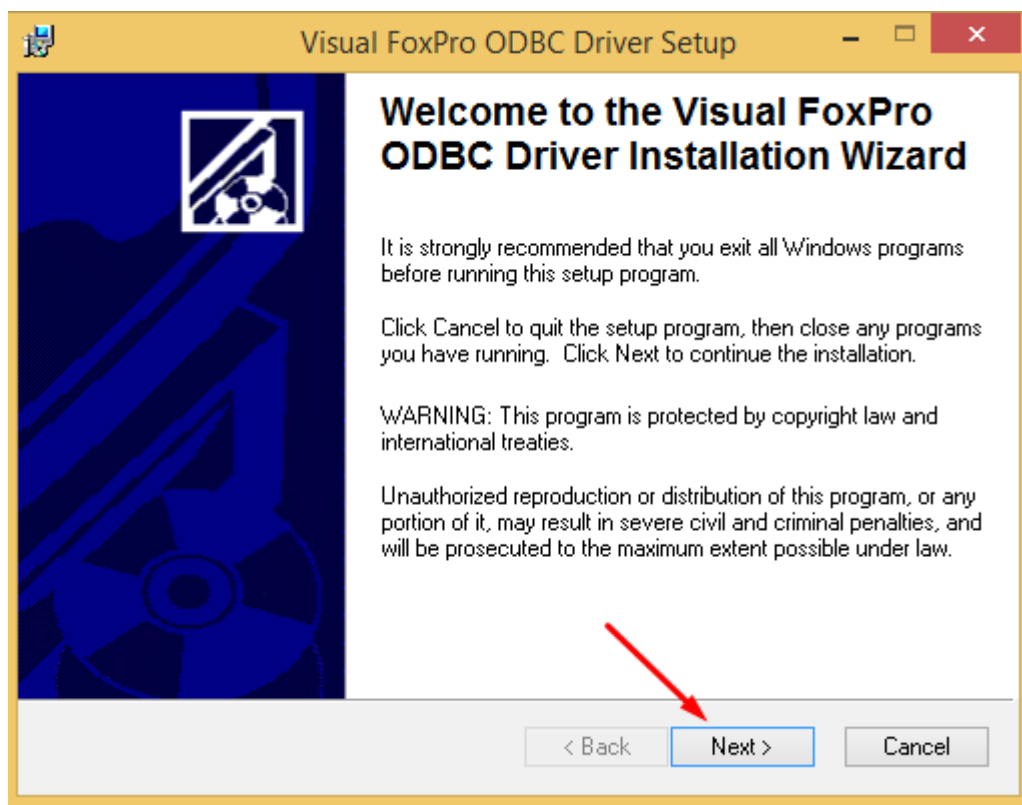 Visual FoxPro ODBC Driver Setup
Welcome to the Visual FoxPro
ODBC Driver Installation Wizard
It is strongly recommended that you exit all Windows programs
before running this setup program.
Click Cancel to quit the setup program, then close any programs
you have running.  Click Next to continue the installation.
WARNING: This program is protected by copyright law and
international treaties.
Unauthorized reproduction or distribution of this program, or any
portion of it, may result in severe civil and criminal penalties, and
will be prosecuted to the maximum extent possible under law.
< Back Next > Cancel